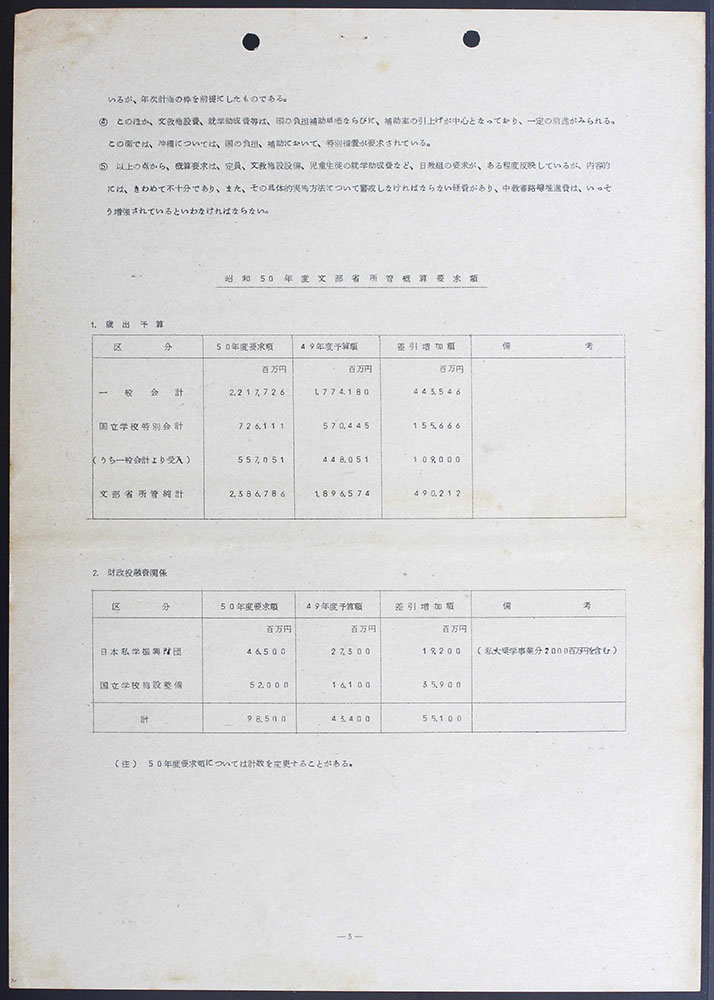 いるが、年次計画の枠を前提にしたものである。
④ このほか、文教施設費、就学助成費等は、国の負担補助単価ならびに、補助率の引上げが中心となっており、一定の前進がみられる。
この面では、沖縄については、国の負担、補助において、特別措置が要求されている。
⑤ 以上の点から、概算要求は、定員、文教施設設備、児童生徒の就学助成費など、日教組の要求が、ある程度反映しているが、内容的
には、きわめて不十分であり、また、その具体的実施方法について警戒しなければならない経費があり、中教審路線推進費は、いっそ
う増強されているといわなければならない。
昭和50年度文部省所管概算要求額
1. 歳出予算
区 分 50年度要求額 49年度予算額 差引増加額 備 考
百万円 百万円 百万円
一般会計 2,217,726 1,774,180 443,546
国立学校特別会計 726,111 570,445 155,666
(うち一般会計より受入) 557,051 448,051 109,000
文部省所管純計 2,386,786 1,896,574 490,212
2. 財政投融資関係
区 分 50年度要求額 49年度予算額 差引増加額 備 考
百万円 百万円 百万円
日本私学振興財団 46,500 27,300 19,200 (私大奨学事業分2000百万円を含む)
国立学校施設整備 52,000 16,100 35,900
計 98,500 43,400 55,100
(注) 50年度要求額については計数を変更することがある。
—3—